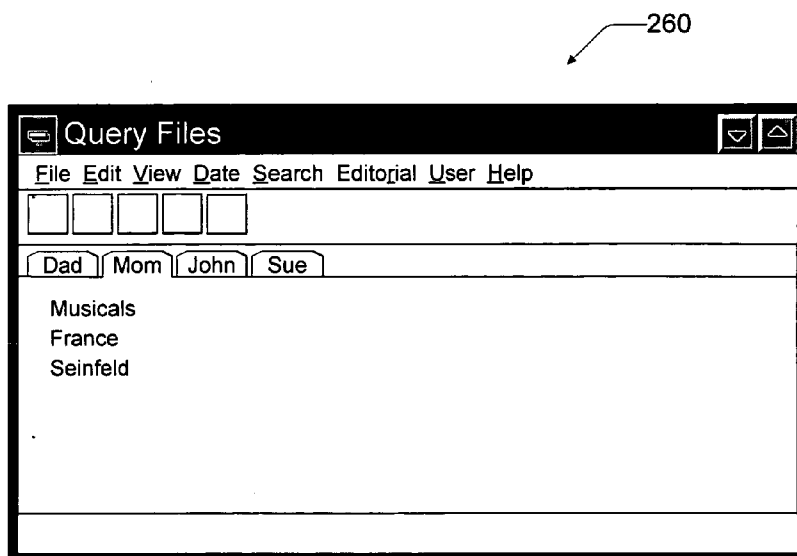 260
Query Files
File Edit View Date Search Editorial User Help
Dad Mom John Sue
Musicals
France
Seinfeld